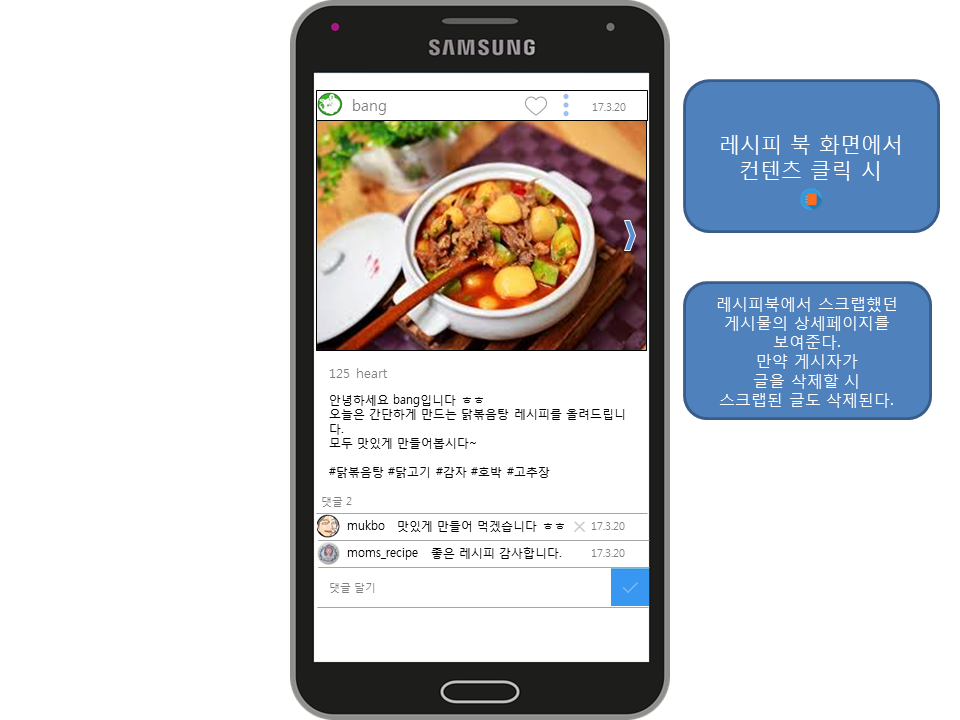 SAMSUNG
bang
17.3.20
125 heart
안녕하세요 bang입니다 ㅎㅎ
오늘은 간단하게 만드는 닭볶음탕 레시피를 올려드립니
다.
모두 맛있게 만들어봅시다~
#닭볶음탕 #닭고기 #감자 #호박 #고추장
댓글 2
mukbo 맛있게 만들어 먹겠습니다 ㅎㅎ 17.3.20
moms_recipe 좋은 레시피 감사합니다. 17.3.20
댓글 달기
레시피 북 화면에서
컨텐츠 클릭 시
레시피북에서 스크랩했던
게시물의 상세페이지를
보여준다.
만약 게시자가
글을 삭제할 시
스크랩된 글도 삭제된다.